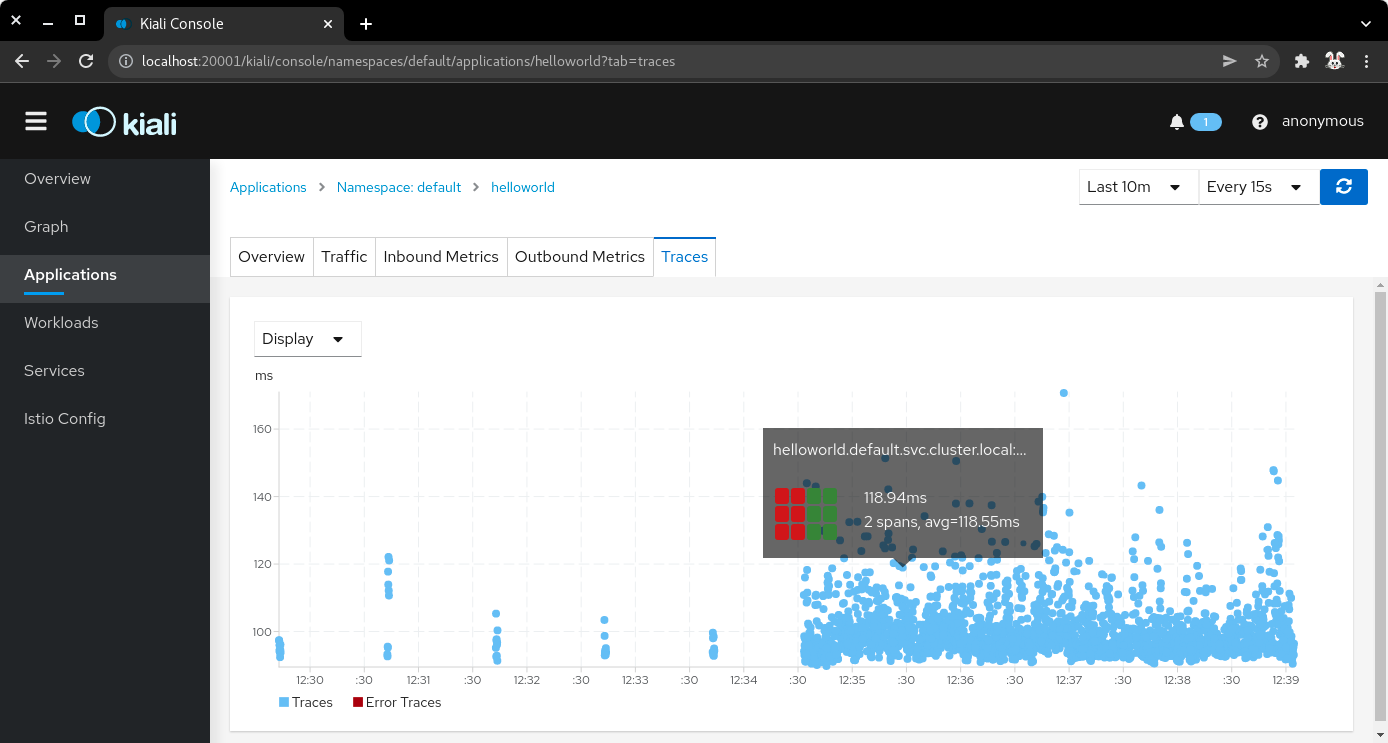 Kiali Console
localhost:20001/kiali/console/namespaces/default/applications/helloworld?tab=traces
kiali
1
anonymous
Overview
Graph
Applications
Workloads
Services
Istio Config
Applications > Namespace: default > helloworld
Last 10m
Every 15s
Overview
Traffic
Inbound Metrics
Outbound Metrics
Traces
Display
ms
160
140
120
100
helloworld.default.svc.cluster.local:...
118.94ms
2 spans, avg=118.55ms
12:30 :30 12:31 :30 12:32 :30 12:33 :30 12:34 :30 12:35 :30 12:36 :30 12:37 :30 12:38 :30 12:39
Traces
Error Traces